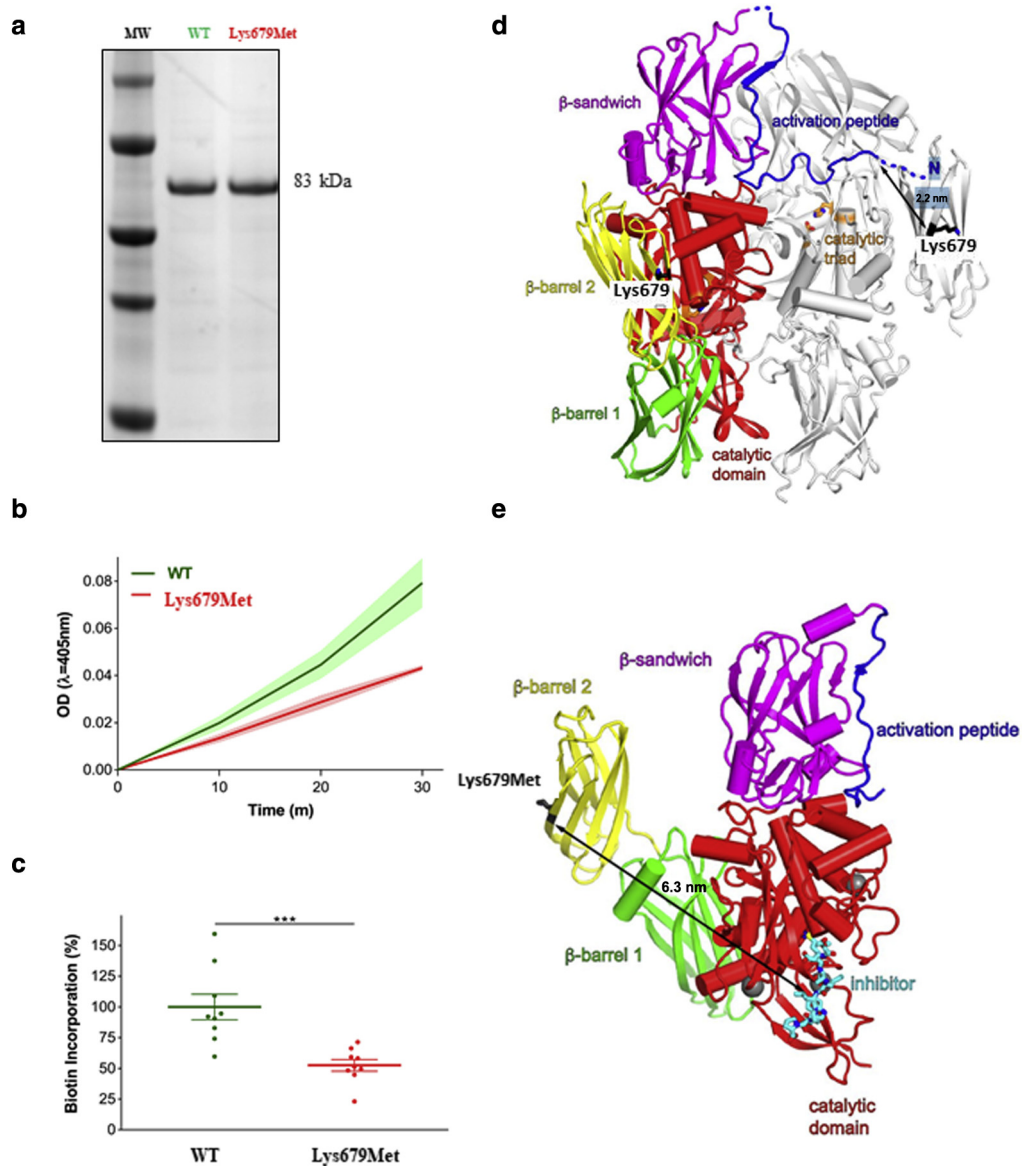 a
MW WT Lys679Met
83 kDa
b
OD (λ=405nm)
0.08
0.06
0.04
0.02
0.00
0 10 20 30
Time (m)
WT
Lys679Met
c
Biotin Incorporation (%)
150
125
100
75
50
25
0
***
WT Lys679Met
d
β-sandwich
activation peptide
N
2.2 nm
Lys679
catalytic
triad
β-barrel 2
Lys679
β-barrel 1
catalytic
domain
e
β-sandwich
β-barrel 2
activation peptide
Lys679Met
6.3 nm
β-barrel 1
inhibitor
catalytic
domain